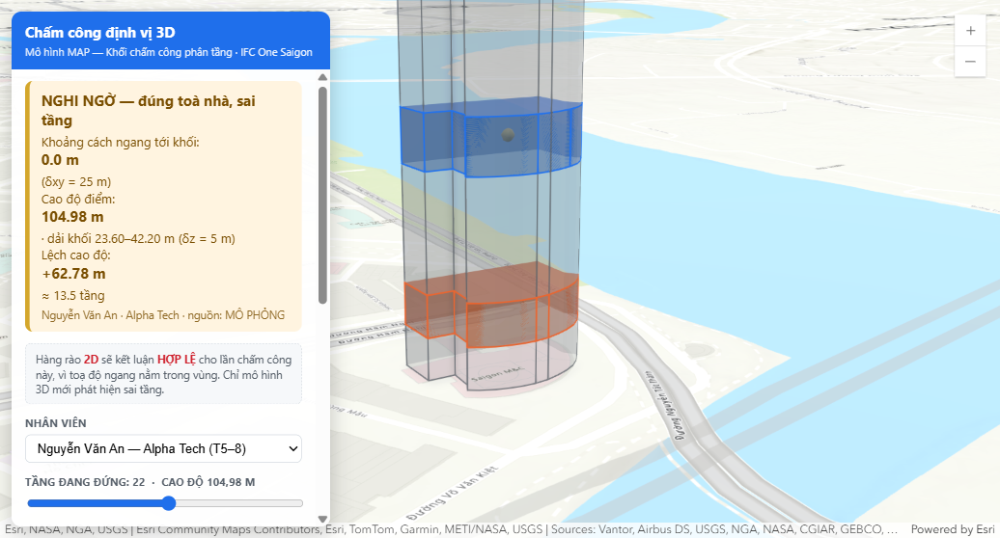 Chấm công định vị 3D
Mô hình MAP — Khối chấm công phân tầng · IFC One Saigon
NGHI NGỜ — đúng toà nhà, sai
tầng
Khoảng cách ngang tới khối:
0.0 m
(δxy = 25 m)
Cao độ điểm:
104.98 m
· dải khối 23.60–42.20 m (δz = 5 m)
Lệch cao độ:
+62.78 m
≈ 13.5 tầng
Nguyễn Văn An · Alpha Tech · nguồn: MÔ PHỎNG
Hàng rào 2D sẽ kết luận HỢP LỆ cho lần chấm công
này, vì toạ độ ngang nằm trong vùng. Chỉ mô hình
3D mới phát hiện sai tầng.
NHÂN VIÊN
Nguyễn Văn An — Alpha Tech (T5–8)
TẦNG ĐANG ĐỨNG: 22 · CAO ĐỘ 104,98 M
+
−
Saigon M&C
Đường Nguyễn Tất Thành
Đường Võ Văn Kiệt
Esri, NASA, NGA, USGS | Esri Community Maps Contributors, Esri, TomTom, Garmin, METI/NASA, USGS | Sources: Vantor, Airbus DS, USGS, NGA, NASA, CGIAR, GEBCO, ...
Powered by Esri